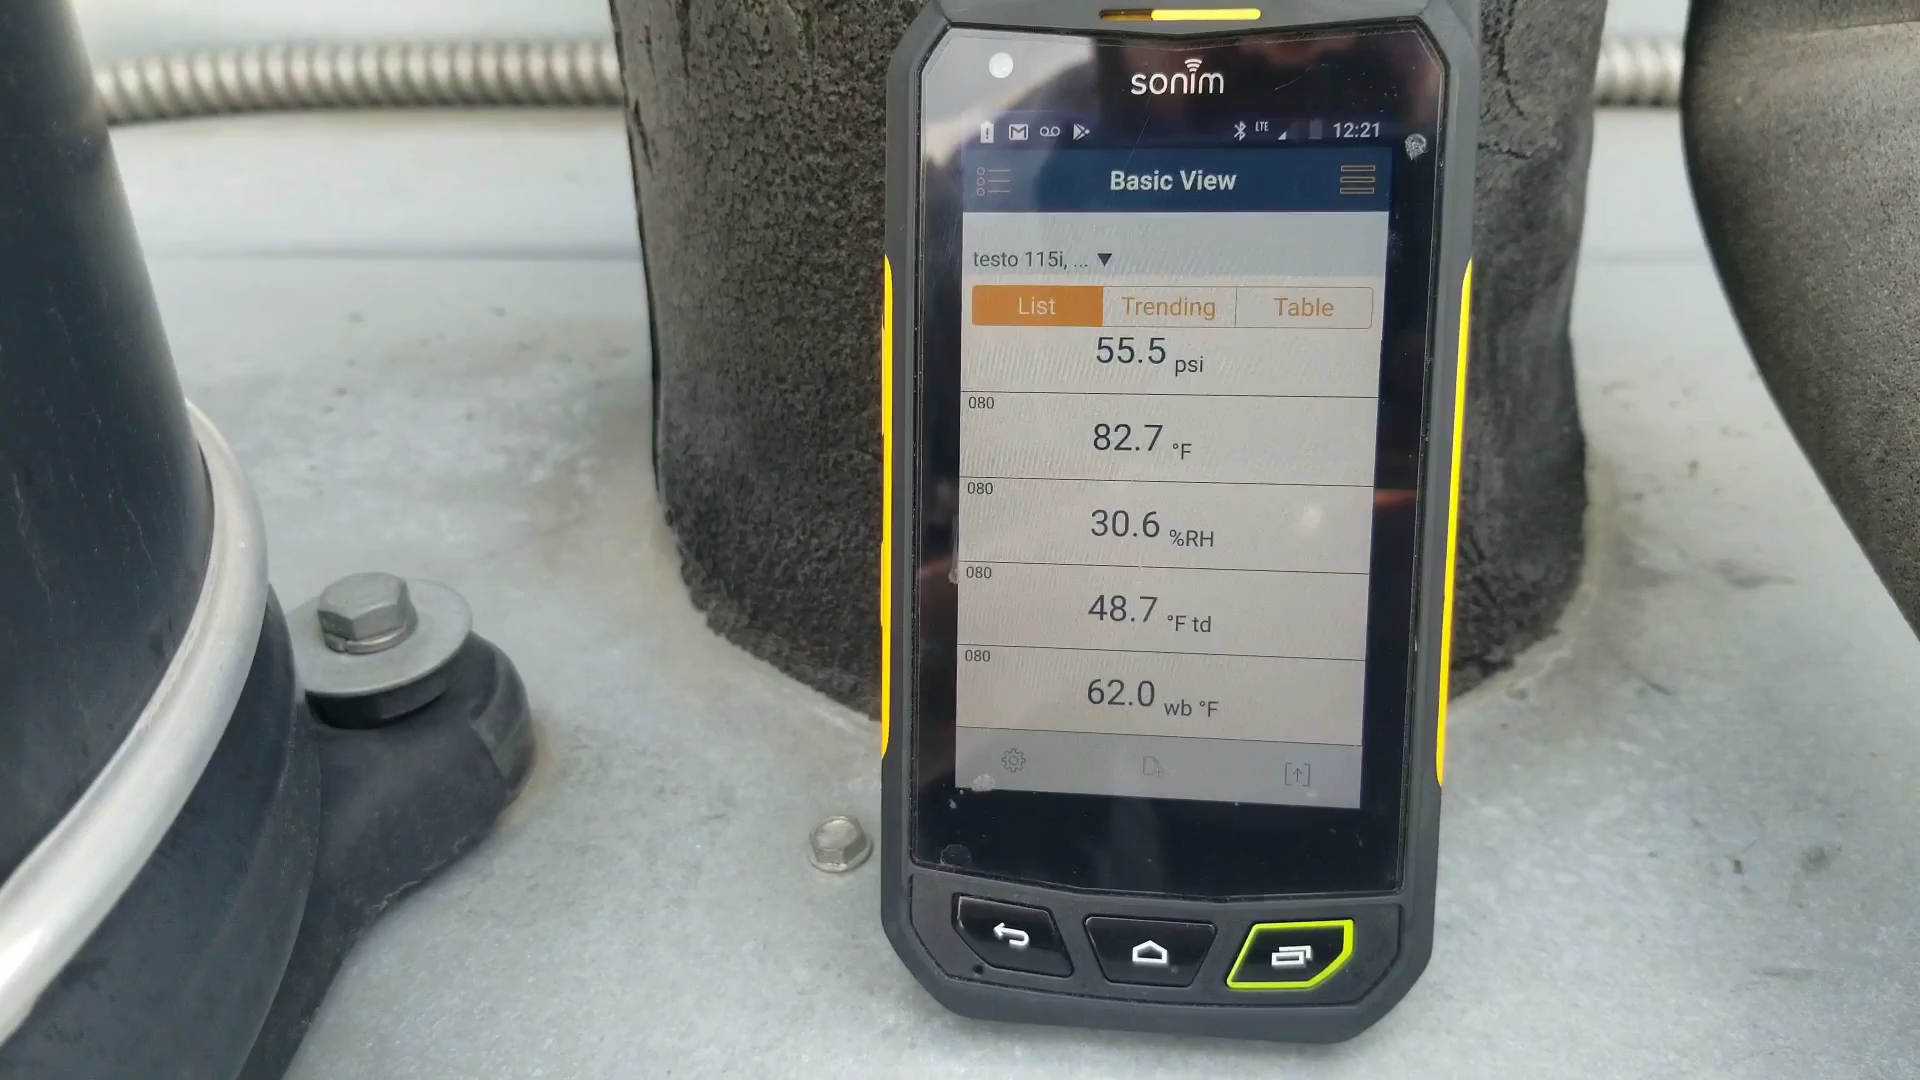 sonim
LTE 12:21
Basic View
testo 115i, ...
List Trending Table
55.5 psi
080
82.7 °F
080
30.6 %RH
080
48.7 °F td
080
62.0 wb °F